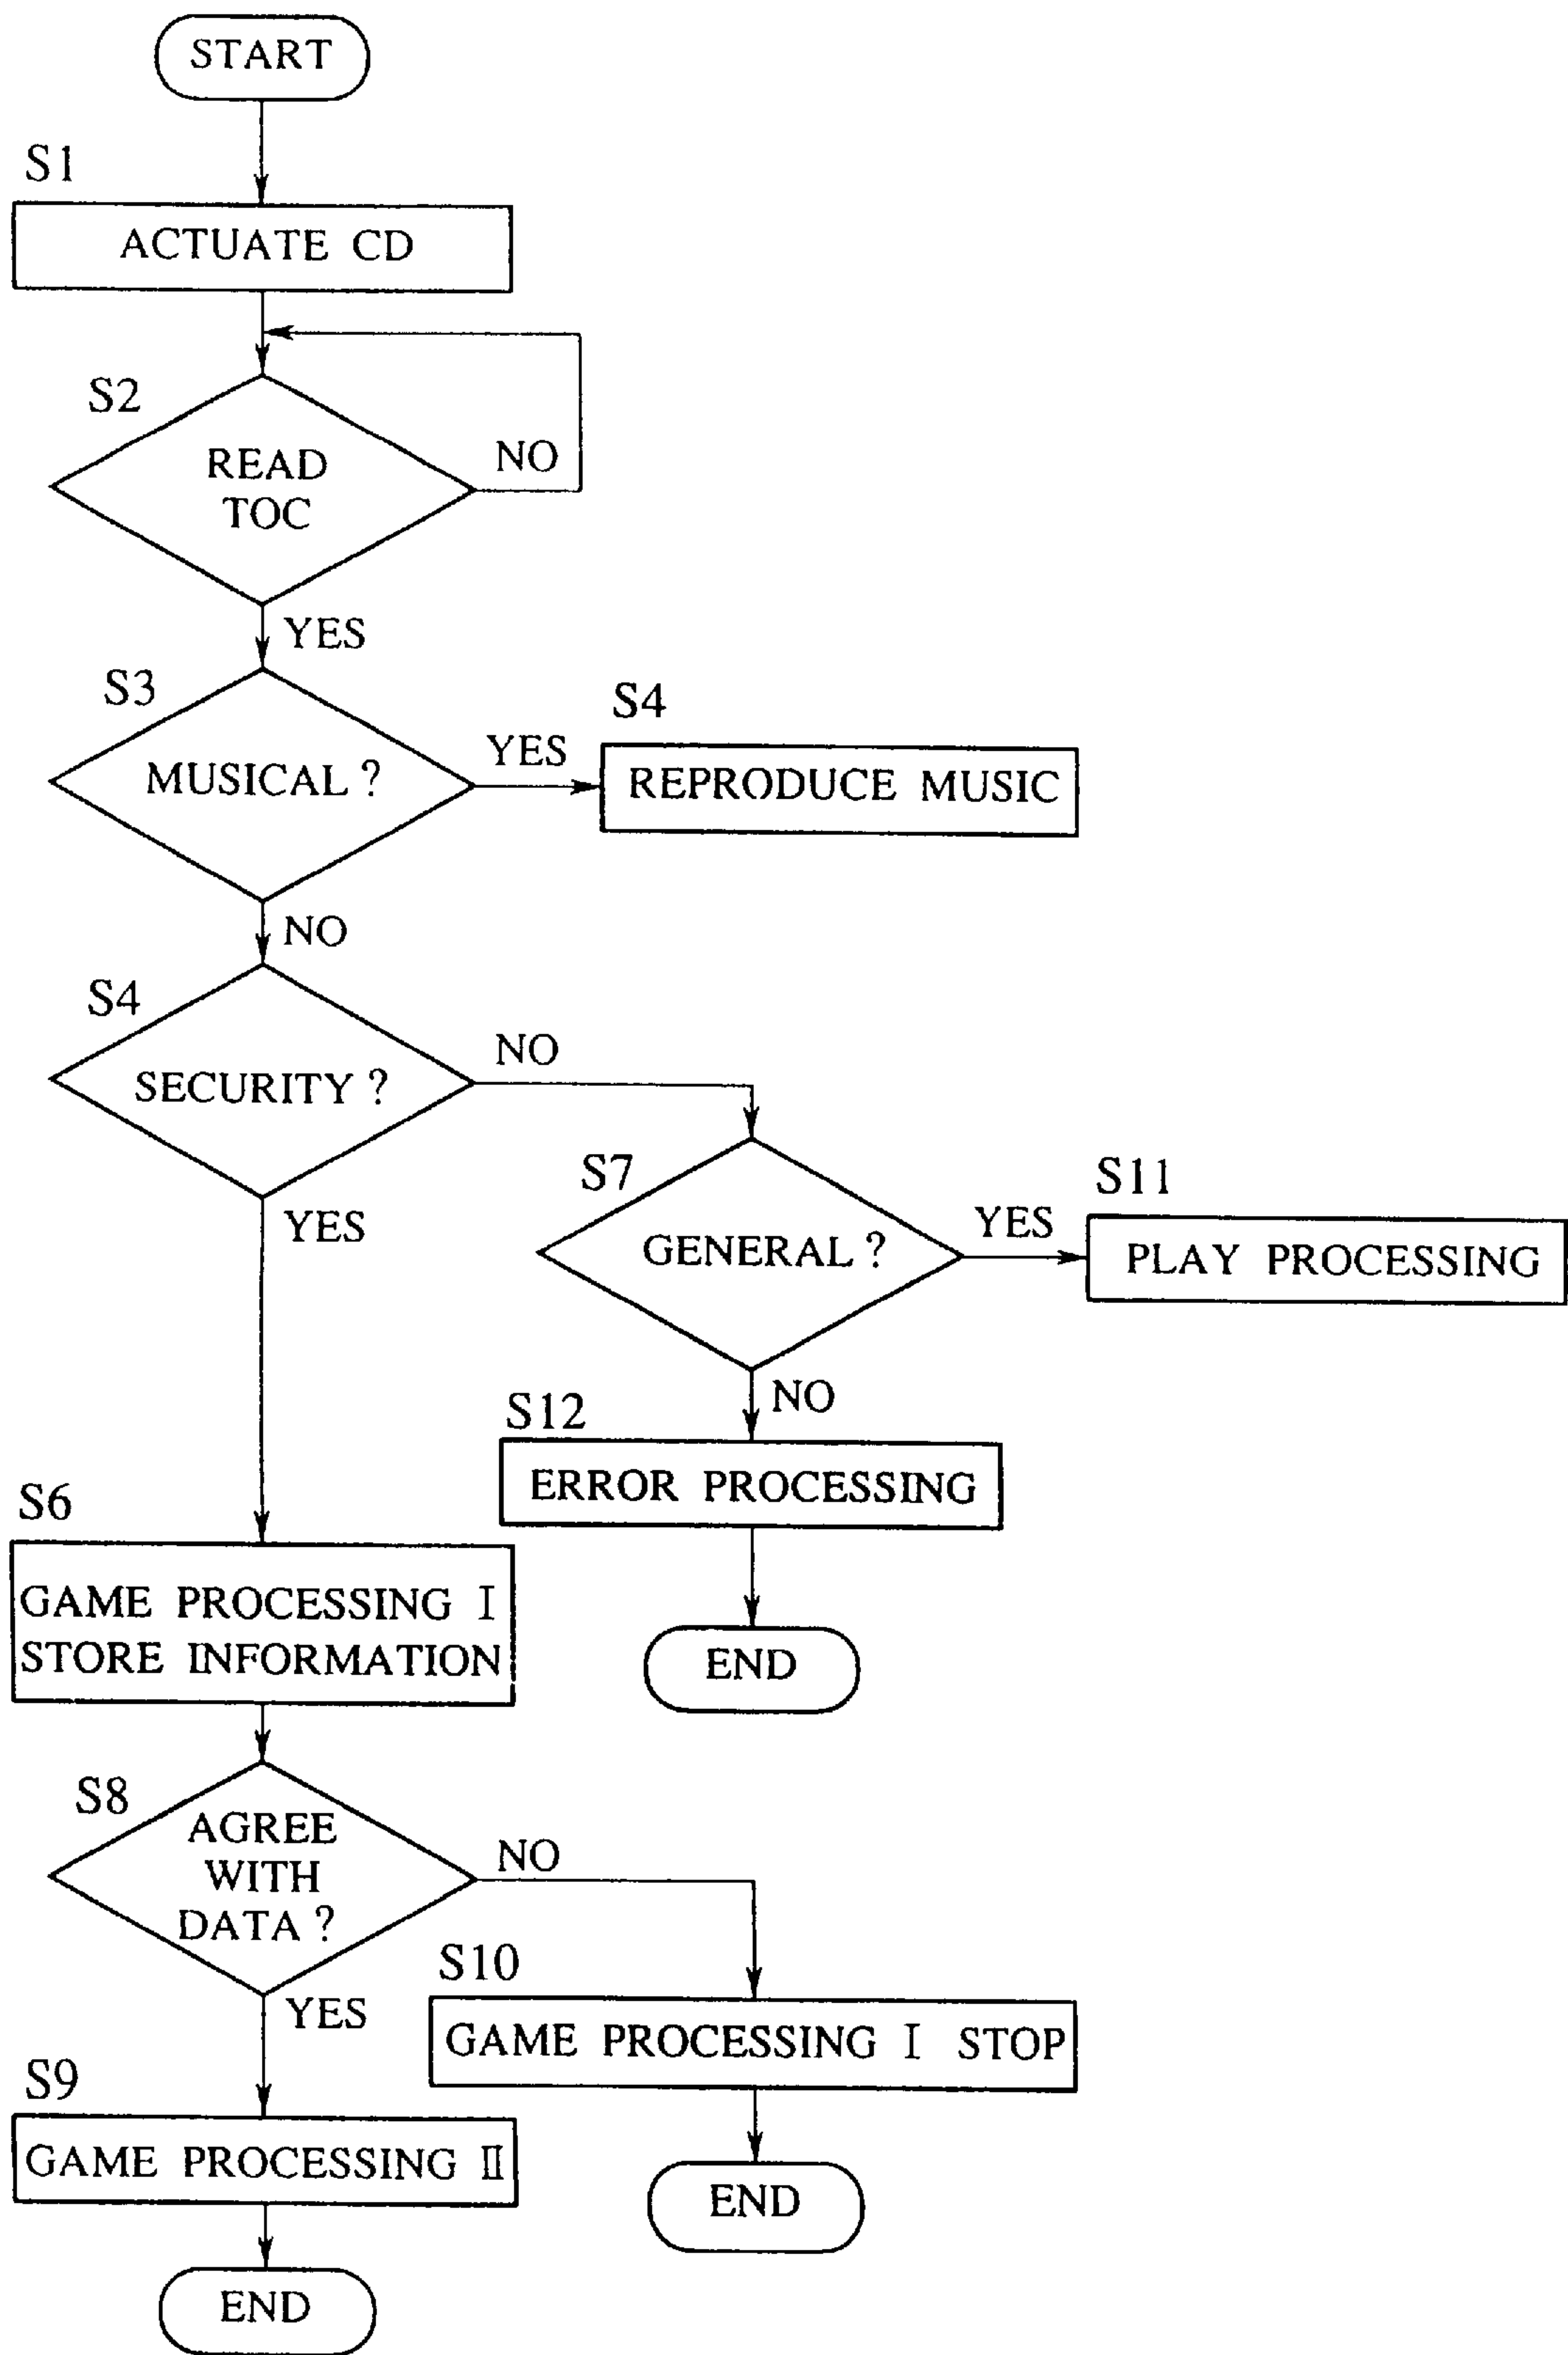 START
S1
ACTUATE CD
S2
READ
TOC
NO
YES
S3
MUSICAL ?
YES
S4
REPRODUCE MUSIC
NO
S4
SECURITY ?
NO
YES
S7
GENERAL ?
YES
S11
PLAY PROCESSING
NO
S12
ERROR PROCESSING
END
S6
GAME PROCESSING I
STORE INFORMATION
S8
AGREE
WITH
DATA ?
NO
YES
S10
GAME PROCESSING I STOP
END
S9
GAME PROCESSING II
END